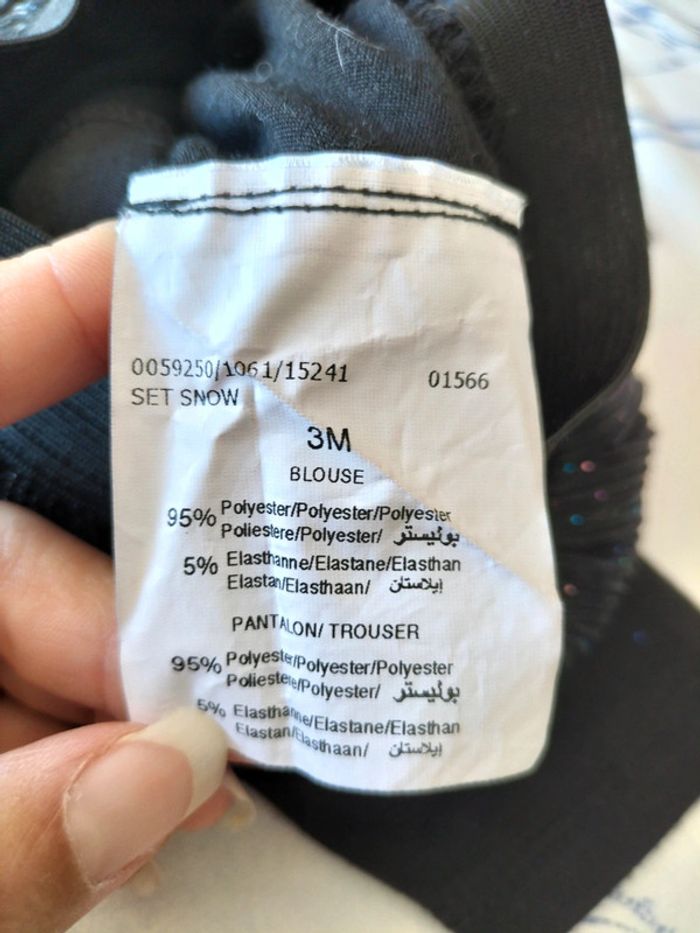 0059250/1061/15241 01566
SET SNOW
3M
BLOUSE
95% Polyester/Polyester/Polyester
Poliestere/Polyester/ بوليستر
5% Elasthanne/Elastane/Elasthan
Elastan/Elasthaan/ إيلاستان
PANTALON/ TROUSER
95% Polyester/Polyester/Polyester
Poliestere/Polyester/ بوليستر
5% Elasthanne/Elastane/Elasthan
Elastan/Elasthaan/ إيلاستان